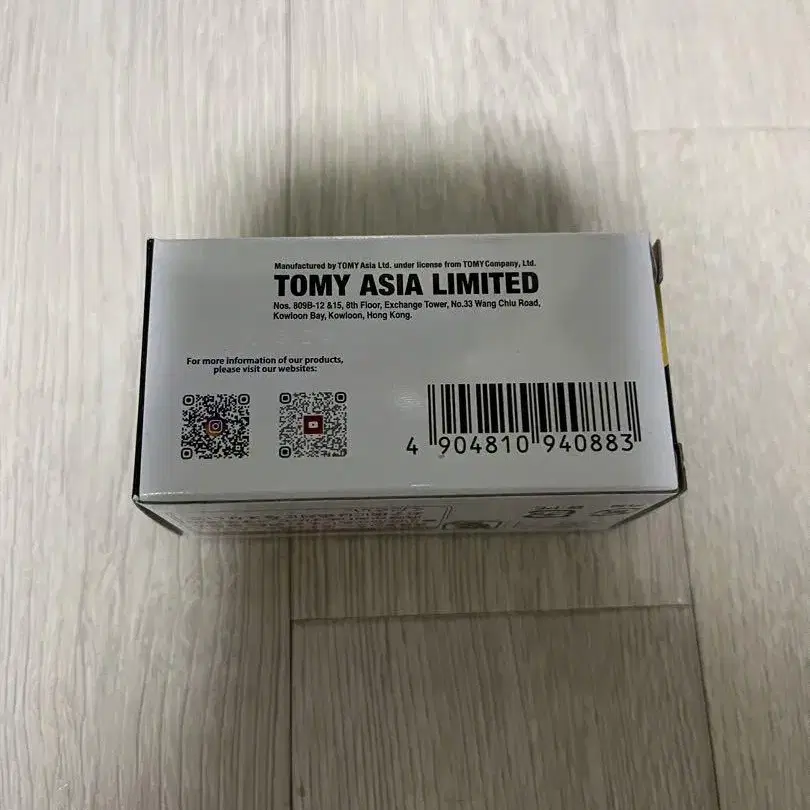 Manufactured by TOMY Asia Ltd. under license from TOMY Company, Ltd.
TOMY ASIA LIMITED
Nos. 809B-12 &15, 8th Floor, Exchange Tower, No.33 Wang Chiu Road,
Kowloon Bay, Kowloon, Hong Kong.
For more information of our products,
please visit our websites:
4 904810 940883